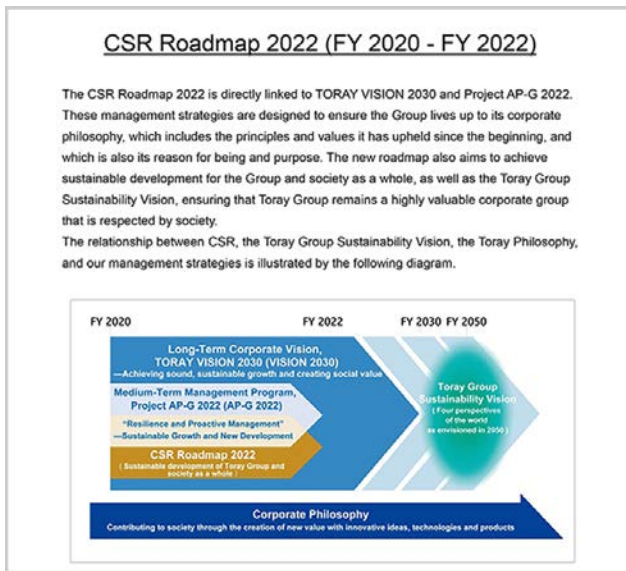 CSR Roadmap 2022 (FY 2020 - FY 2022)
The CSR Roadmap 2022 is directly linked to TORAY VISION 2030 and Project AP-G 2022.
These management strategies are designed to ensure the Group lives up to its corporate
philosophy, which includes the principles and values it has upheld since the beginning, and
which is also its reason for being and purpose. The new roadmap also aims to achieve
sustainable development for the Group and society as a whole, as well as the Toray Group
Sustainability Vision, ensuring that Toray Group remains a highly valuable corporate group
that is respected by society.
The relationship between CSR, the Toray Group Sustainability Vision, the Toray Philosophy,
and our management strategies is illustrated by the following diagram.
FY 2020 FY 2022 FY 2030 FY 2050
Long-Term Corporate Vision,
TORAY VISION 2030 (VISION 2030)
—Achieving sound, sustainable growth and creating social value
Medium-Term Management Program,
Project AP-G 2022 (AP-G 2022)
"Resilience and Proactive Management"
—Sustainable Growth and New Development
CSR Roadmap 2022
( Sustainable development of Toray Group and
society as a whole )
Toray Group
Sustainability Vision
( Four perspectives
of the world
as envisioned in 2050 )
Corporate Philosophy
Contributing to society through the creation of new value with innovative ideas, technologies and products